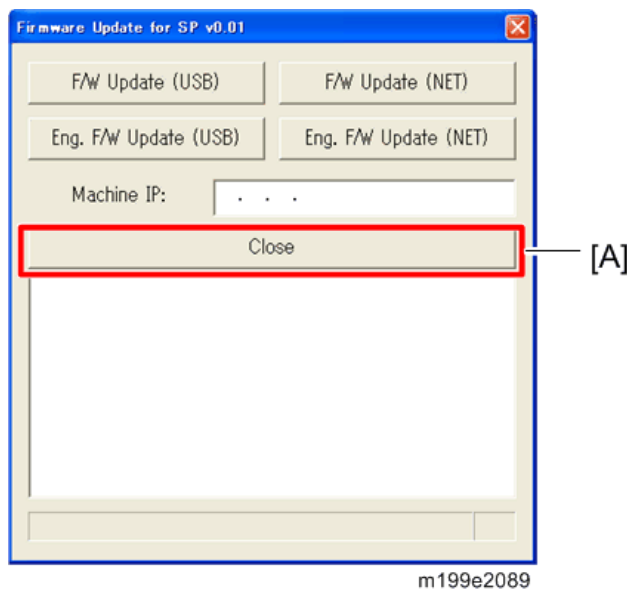 Firmware Update for SP v0.01
F/W Update (USB) F/W Update (NET)
Eng. F/W Update (USB) Eng. F/W Update (NET)
Machine IP: . . .
Close
[A]
m199e2089